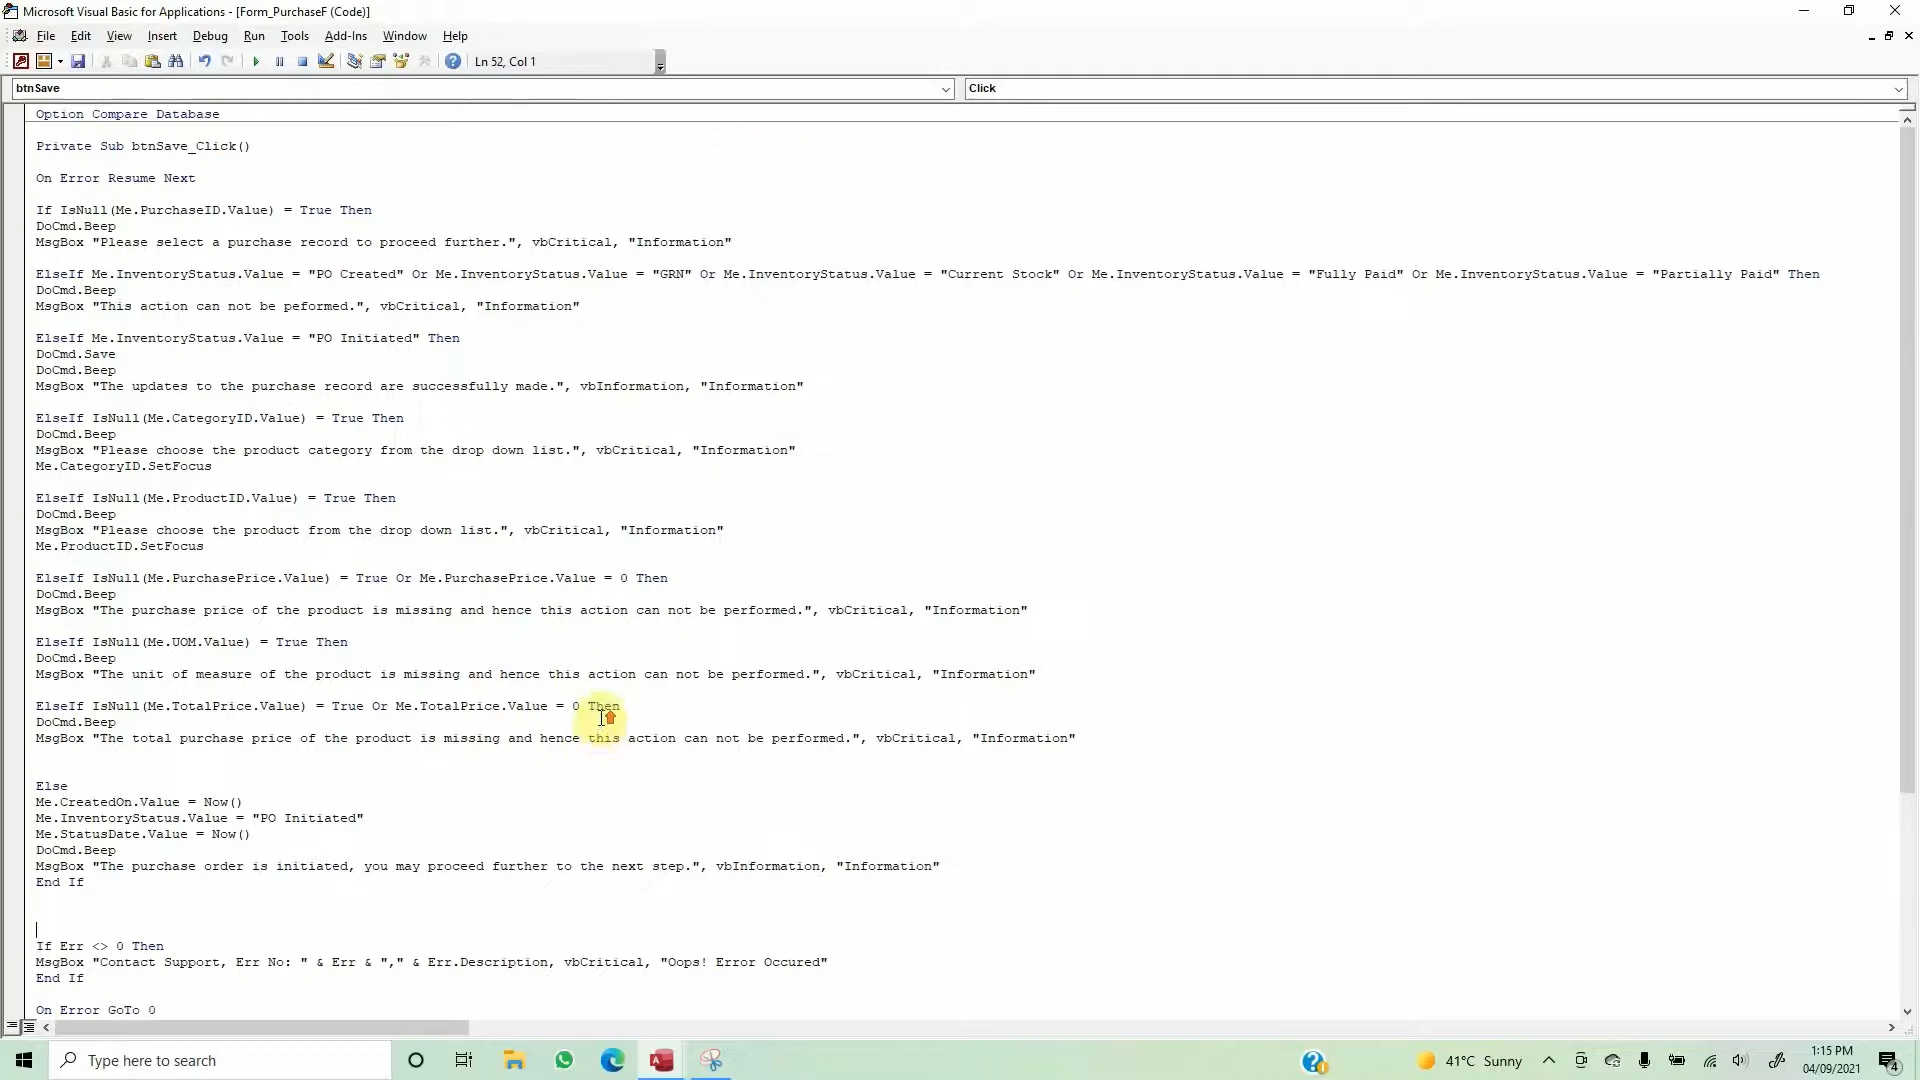 Microsoft Visual Basic for Applications - [Form_PurchaseF (Code)]
File Edit View Insert Debug Run Tools Add-Ins Window Help
Ln 52, Col 1
btnSave Click
Option Compare Database
Private Sub btnSave_Click()
On Error Resume Next
If IsNull(Me.PurchaseID.Value) = True Then
DoCmd.Beep
MsgBox "Please select a purchase record to proceed further.", vbCritical, "Information"
ElseIf Me.InventoryStatus.Value = "PO Created" Or Me.InventoryStatus.Value = "GRN" Or Me.InventoryStatus.Value = "Current Stock" Or Me.InventoryStatus.Value = "Fully Paid" Or Me.InventoryStatus.Value = "Partially Paid" Then
DoCmd.Beep
MsgBox "This action can not be peformed.", vbCritical, "Information"
ElseIf Me.InventoryStatus.Value = "PO Initiated" Then
DoCmd.Save
DoCmd.Beep
MsgBox "The updates to the purchase record are successfully made.", vbInformation, "Information"
ElseIf IsNull(Me.CategoryID.Value) = True Then
DoCmd.Beep
MsgBox "Please choose the product category from the drop down list.", vbCritical, "Information"
Me.CategoryID.SetFocus
ElseIf IsNull(Me.ProductID.Value) = True Then
DoCmd.Beep
MsgBox "Please choose the product from the drop down list.", vbCritical, "Information"
Me.ProductID.SetFocus
ElseIf IsNull(Me.PurchasePrice.Value) = True Or Me.PurchasePrice.Value = 0 Then
DoCmd.Beep
MsgBox "The purchase price of the product is missing and hence this action can not be performed.", vbCritical, "Information"
ElseIf IsNull(Me.UOM.Value) = True Then
DoCmd.Beep
MsgBox "The unit of measure of the product is missing and hence this action can not be performed.", vbCritical, "Information"
ElseIf IsNull(Me.TotalPrice.Value) = True Or Me.TotalPrice.Value = 0 Then
DoCmd.Beep
MsgBox "The total purchase price of the product is missing and hence this action can not be performed.", vbCritical, "Information"
Else
Me.CreatedOn.Value = Now()
Me.InventoryStatus.Value = "PO Initiated"
Me.StatusDate.Value = Now()
DoCmd.Beep
MsgBox "The purchase order is initiated, you may proceed further to the next step.", vbInformation, "Information"
End If
If Err <> 0 Then
MsgBox "Contact Support, Err No: " & Err & "," & Err.Description, vbCritical, "Oops! Error Occured"
End If
On Error GoTo 0
Type here to search
41°C Sunny
1:15 PM
04/09/2021
4